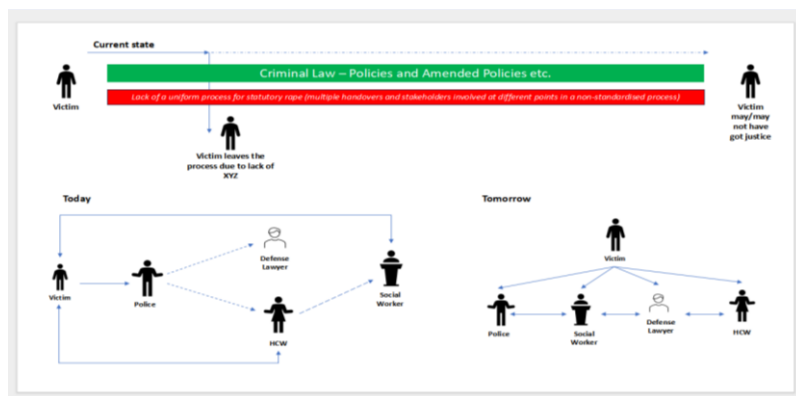 Current state
Criminal Law – Policies and Amended Policies etc.
Lack of a uniform process for statutory rape (multiple handovers and stakeholders involved at different points in a non-standardised process)
Victim
Victim
may/may
not have
got justice
Victim leaves the
process due to lack of
XYZ
Today
Defense
Lawyer
Victim
Police
Social
Worker
HCW
Tomorrow
Victim
Police
Social
Worker
Defense
Lawyer
HCW